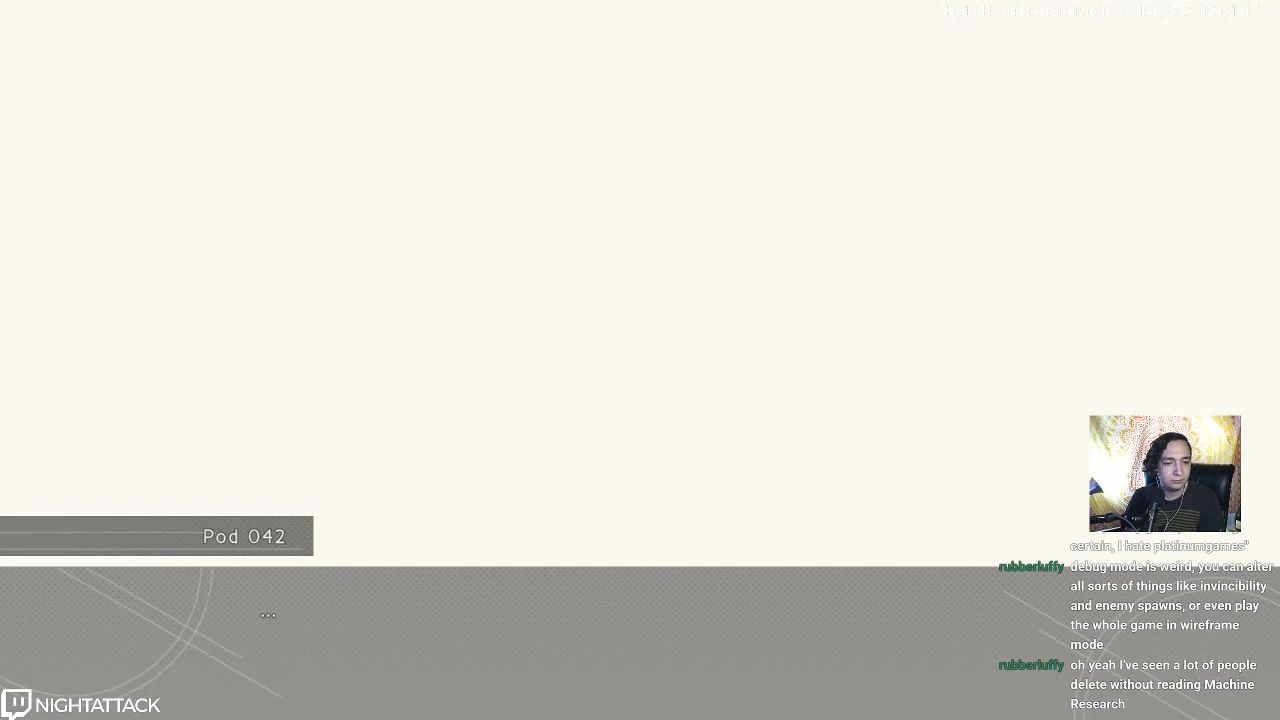 Pod 042
...
certain, I hate platinumgames"
rubberluffy debug mode is weird, you can alter
all sorts of things like invincibility
and enemy spawns, or even play
the whole game in wireframe
mode
rubberluffy oh yeah I've seen a lot of people
delete without reading Machine
Research
NIGHTATTACK